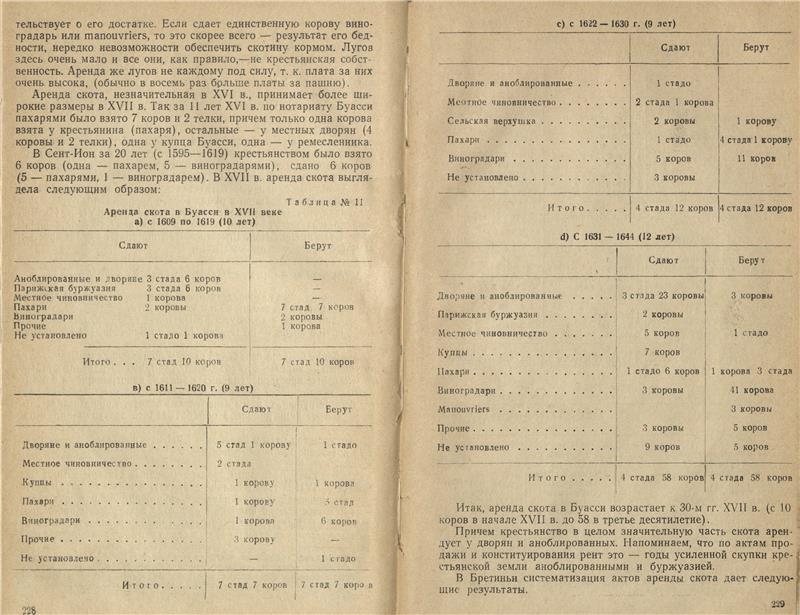 тельствует о его достатке. Если сдает единственную корову вино-
градарь или manouvriers, то это скорее всего — результат его бед-
ности, нередко невозможности обеспечить скотину кормом. Лугов
здесь очень мало и все они, как правило,—не крестьянская собст-
венность. Аренда же лугов не каждому под силу, т. к. плата за них
очень высока, (обычно в восемь раз больше платы за пашню).
Аренда скота, незначительная в XVI в., принимает более ши-
рокие размеры в XVII в. Так за 11 лет XVI в. по нотариату Буасси
пахарями было взято 7 коров и 2 телки, причем только одна корова
взята у крестьянина (пахаря), остальные — у местных дворян (4
коровы и 2 телки), одна у купца Буасси, одна — у ремесленника.
В Сент-Ион за 20 лет (с 1595—1619) крестьянством было взято
6 коров (одна — пахарем, 5 — виноградарями), сдано 6 коров
(5 — пахарями, 1 — виноградарем). В XVII в. аренда скота выгля-
дела следующим образом:
Таблица № 11
Аренда скота в Буасси в XVII веке
а) с 1609 по 1619 (10 лет)
Сдают Берут
Аноблированные и дворяне 3 стада 6 коров —
Парижская буржуазия 3 стада 6 коров —
Местное чиновничество 1 корова —
Пахари 2 коровы 7 стад 7 коров
Виноградари 2 коровы
Прочие 1 корова
Не установлено 1 стадо 1 корова
Итого . . . 7 стад 10 коров 7 стад 10 коров
в) с 1611 — 1620 г. (9 лет)
Сдают Берут
Дворяне и аноблированные . . . . . . 5 стад 1 корову 1 стадо
Местное чиновничество . . . . . . . . 2 стада
Купцы . . . . . . . . . . . . . . . 1 корову 1 корова
Пахари . . . . . . . . . . . . . . 1 корову стад
Виноградари . . . . . . . . . . . . 1 корова 6 коров
Прочие . . . . . . . . . . . . . . 3 корову —
Не установлено . . . . . . . . . . . — 1 стадо
Итого . . . . . 7 стад 7 коров 7 стад 7 коров
228
с) с 1622 — 1630 г. (9 лет)
Сдают Берут
Дворяне и аноблированные . . . . . . 1 стадо
Местное чиновничество . . . . . . . . 2 стада 1 корова
Сельская верхушка . . . . . . . . . . 2 коровы 1 корову
Пахари . . . . . . . . . . . . . . 1 стадо 4 стада 1 корову
Виноградари . . . . . . . . . . . . 5 коров 11 коров
Не установлено . . . . . . . . . . . 3 коровы
Итого . . . . . 4 стада 12 коров 4 стада 12 коров
d) С 1631 — 1644 (12 лет)
Сдают Берут
Дворяне и аноблированные . . . . . 3 стада 23 коровы 3 коровы
Парижская буржуазия . . . . . . . . 2 коровы
Местное чиновничество . . . . . . . 5 коров 1 стадо
Купцы . . . . . . . . . . . . . . 7 коров
Пахари . . . . . . . . . . . . . . 1 стадо 6 коров 1 корова 3 стада
Виноградари . . . . . . . . . . . . 3 коровы 41 корова
Manouvriers . . . . . . . . . . . . 3 коровы
Прочие . . . . . . . . . . . . . . 3 коровы 5 коров
Не установлено . . . . . . . . . . 9 коров 5 коров
Итого . . . . . 4 стада 58 коров 4 стада 58 коров
Итак, аренда скота в Буасси возрастает к 30-м гг. XVII в. (с 10
коров в начале XVII в. до 58 в третье десятилетие).
Причем крестьянство в целом значительную часть скота арен-
дует у дворян и аноблированных. Напоминаем, что по актам про-
дажи и конституирования рент это — годы усиленной скупки кре-
стьянской земли аноблированными и буржуазией.
В Бретиньи систематизация актов аренды скота дает следую-
щие результаты.
229